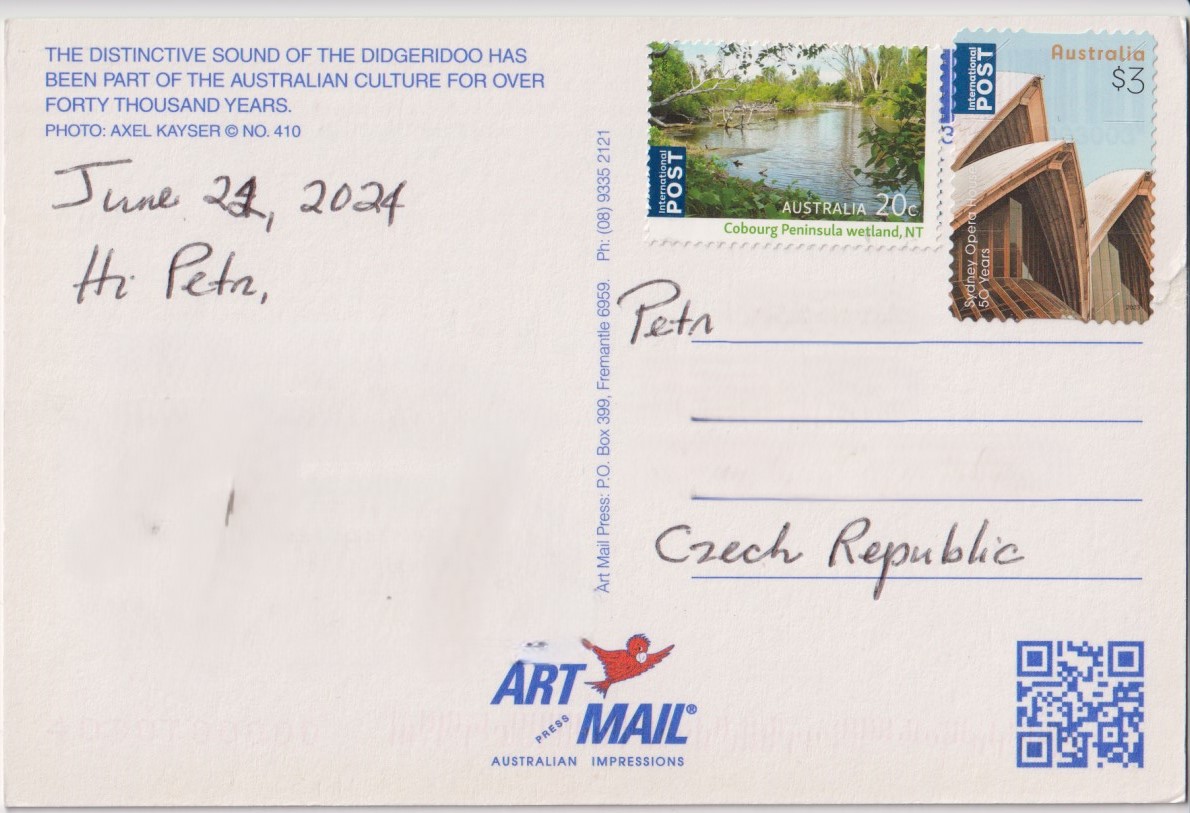 THE DISTINCTIVE SOUND OF THE DIDGERIDOO HAS
BEEN PART OF THE AUSTRALIAN CULTURE FOR OVER
FORTY THOUSAND YEARS.
PHOTO: AXEL KAYSER © NO. 410
June 21, 2024
Hi Petr,
Art Mail Press: P.O. Box 399, Fremantle 6959. Ph: (08) 9335 2121
International
POST
AUSTRALIA 20c
Cobourg Peninsula wetland, NT
International
POST
Australia
$3
Sydney Opera House
50 Years
Petr
Czech Republic
ART
PRESS
MAIL®
AUSTRALIAN IMPRESSIONS